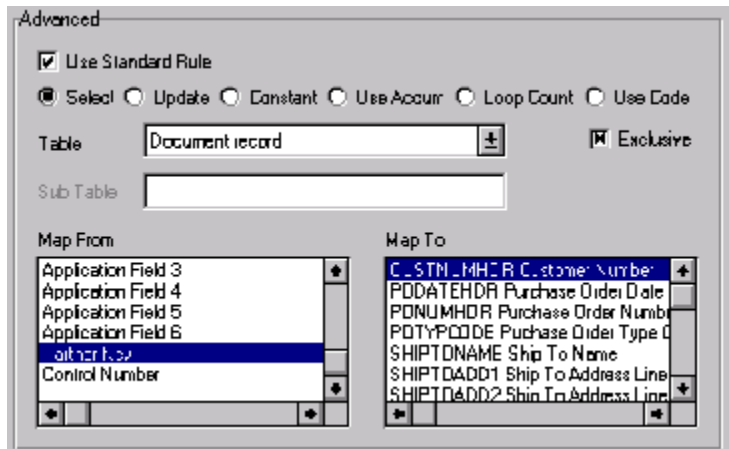 Advanced
Use Standard Rule
Select Update Constant Use Accum Loop Count Use Code
Table Document record Exclusive
Sub Table
Map From Map To
Application Field 3
Application Field 4
Application Field 5
Application Field 6
Partner Key
Control Number
CUSTNUMHDR Customer Number
PODATEHDR Purchase Order Date
PONUMHDR Purchase Order Numb
POTYPCODE Purchase Order Type C
SHIPTONAME Ship To Name
SHIPTOADD1 Ship To Address Line
SHIPTOADD2 Ship To Address Line